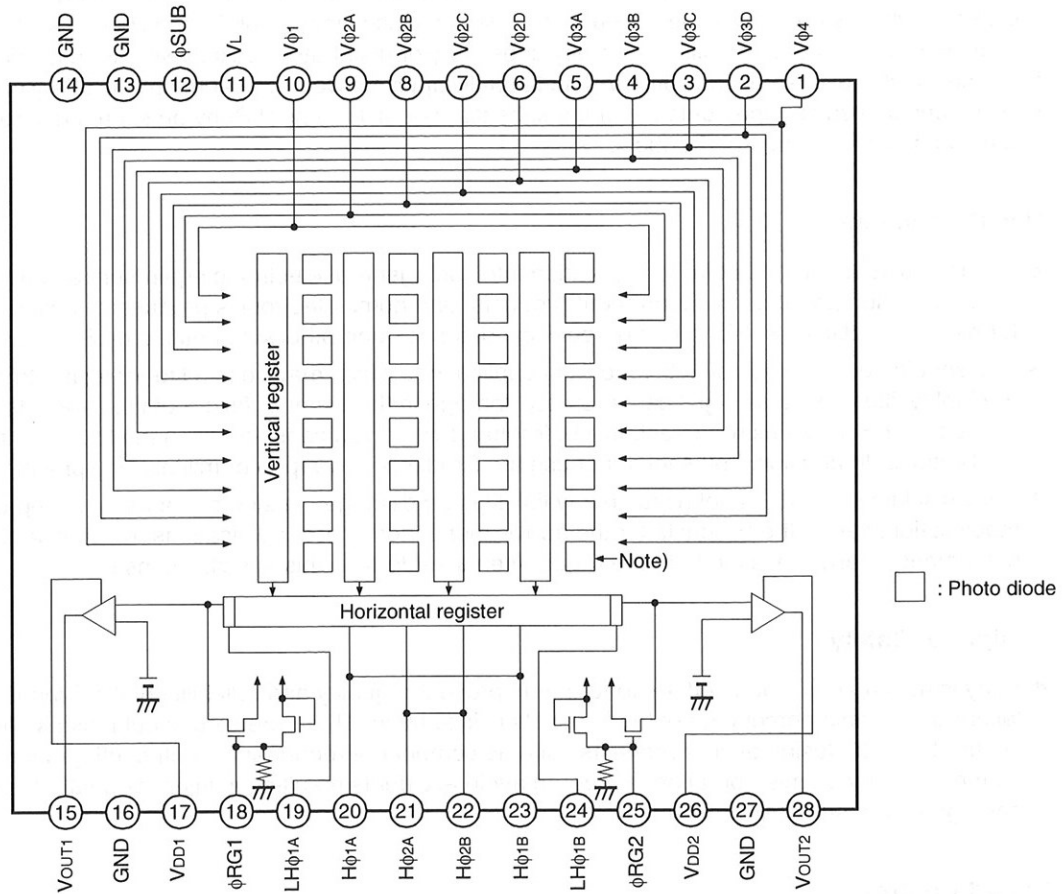 GND GND φSUB VL Vφ1 Vφ2A Vφ2B Vφ2C Vφ2D Vφ3A Vφ3B Vφ3C Vφ3D Vφ4
14 13 12 11 10 9 8 7 6 5 4 3 2 1
Vertical register
Note)
: Photo diode
Horizontal register
15 16 17 18 19 20 21 22 23 24 25 26 27 28
VOUT1 GND VDD1 φRG1 LHφ1A Hφ1A Hφ2A Hφ2B Hφ1B LHφ1B φRG2 VDD2 GND VOUT2